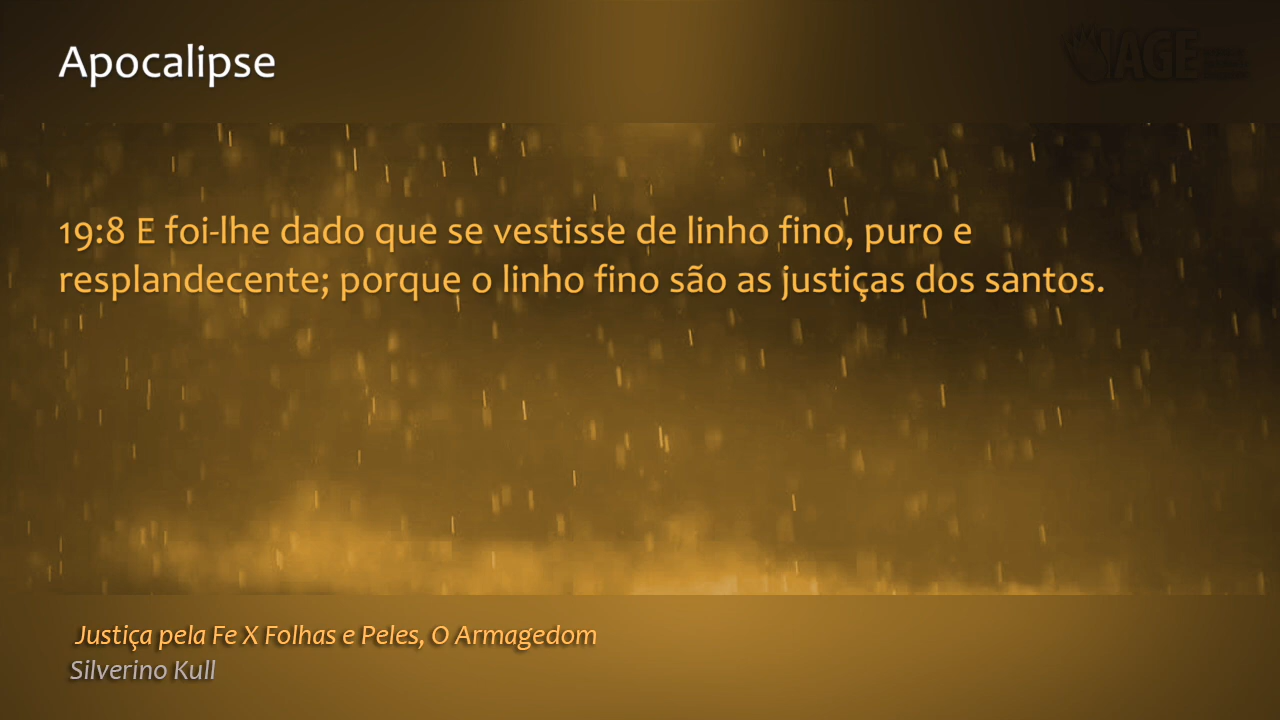 Apocalipse
IAGE
19:8 E foi-lhe dado que se vestisse de linho fino, puro e
resplandecente; porque o linho fino são as justiças dos santos.
Justiça pela Fe X Folhas e Peles, O Armagedom
Silverino Kull